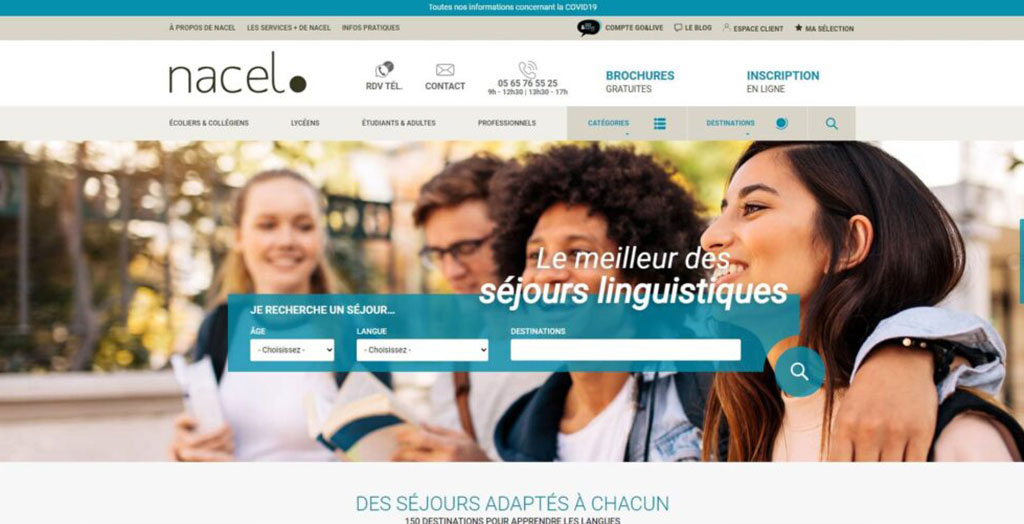 Toutes nos informations concernant la COVID19
À PROPOS DE NACEL LES SERVICES + DE NACEL INFOS PRATIQUES COMPTE GO&LIVE LE BLOG ESPACE CLIENT MA SÉLECTION
nacel
RDV TÉL. CONTACT 05 65 76 55 25
9h - 12h30 | 13h30 - 17h
BROCHURES
GRATUITES
INSCRIPTION
EN LIGNE
ÉCOLIERS & COLLÉGIENS LYCÉENS ÉTUDIANTS & ADULTES PROFESSIONNELS CATÉGORIES DESTINATIONS
Le meilleur des
séjours linguistiques
JE RECHERCHE UN SÉJOUR...
ÂGE LANGUE DESTINATIONS
- Choisissez - - Choisissez -
DES SÉJOURS ADAPTÉS À CHACUN
150 DESTINATIONS POUR APPRENDRE LES LANGUES